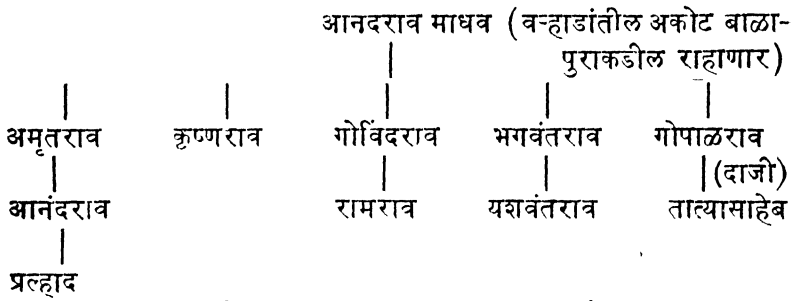 आनदराव माधव (वऱ्हाडांतील अकोट बाळा-
पुराकडील राहाणार)
अमृतराव कृष्णराव गोविंदराव भगवंतराव गोपाळराव
(दाजी)
आनंदराव रामराव यशवंतराव तात्यासाहेब
प्रल्हाद